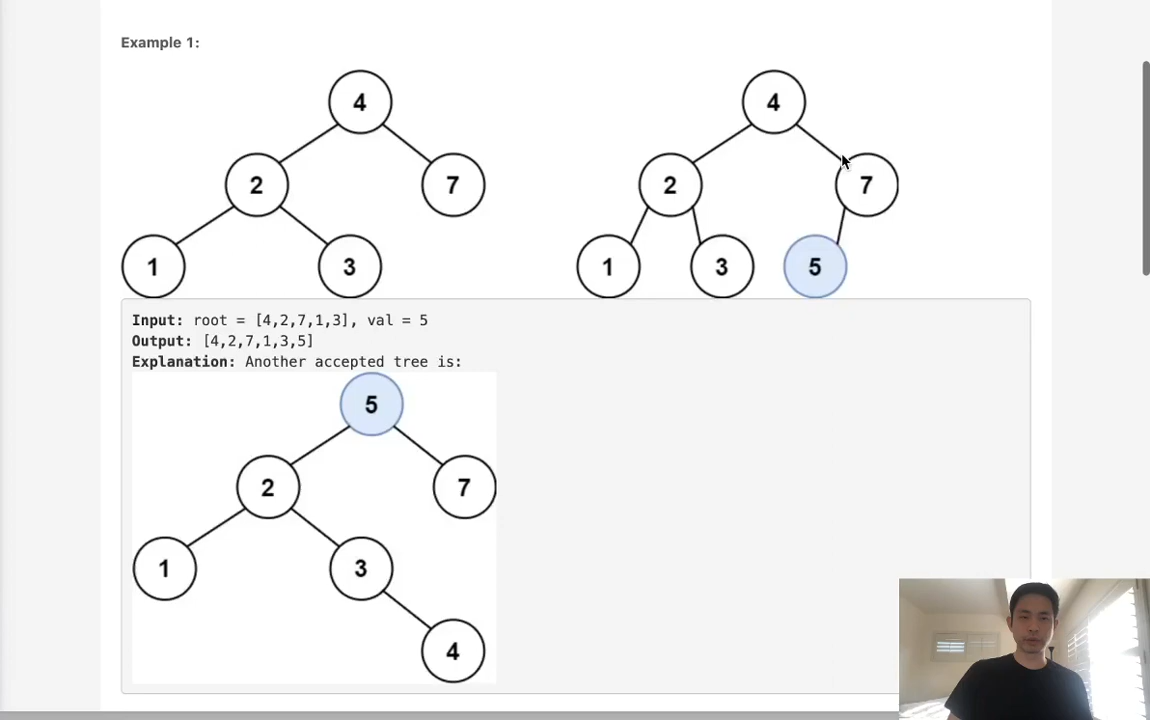 Example 1:
4 4
2 7 2 7
1 3 1 3 5
Input: root = [4,2,7,1,3], val = 5
Output: [4,2,7,1,3,5]
Explanation: Another accepted tree is:
5
2 7
1 3
4